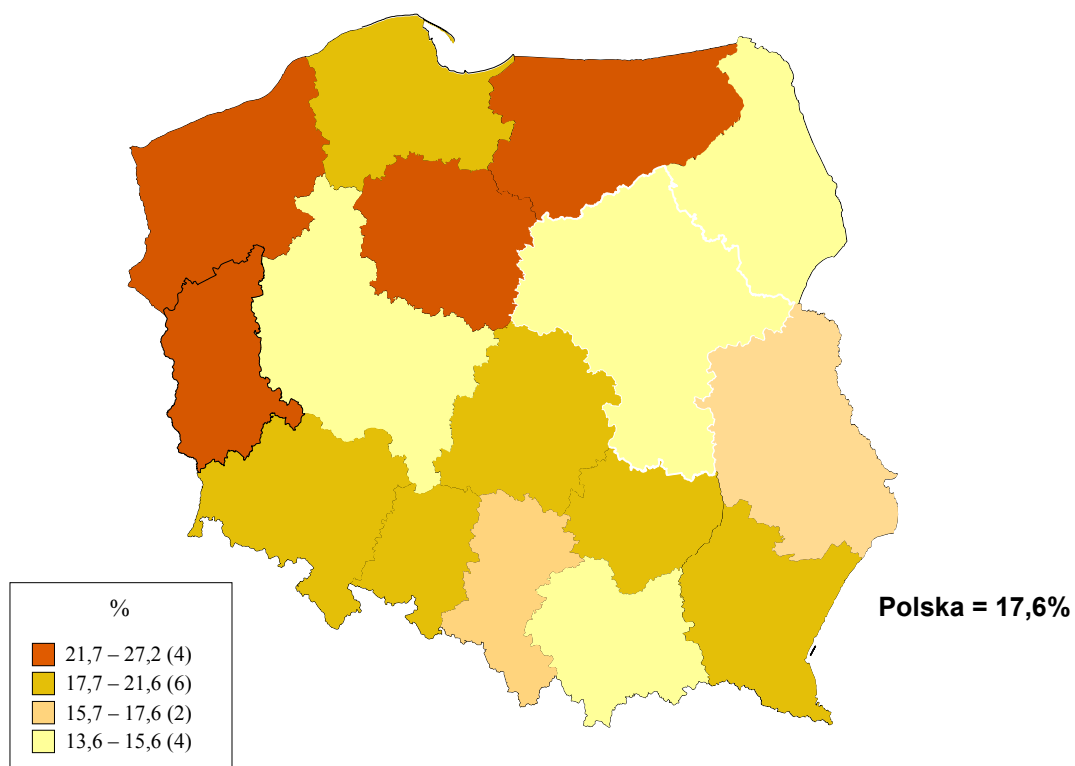 %
21,7 – 27,2 (4)
17,7 – 21,6 (6)
15,7 – 17,6 (2)
13,6 – 15,6 (4)
Polska = 17,6%